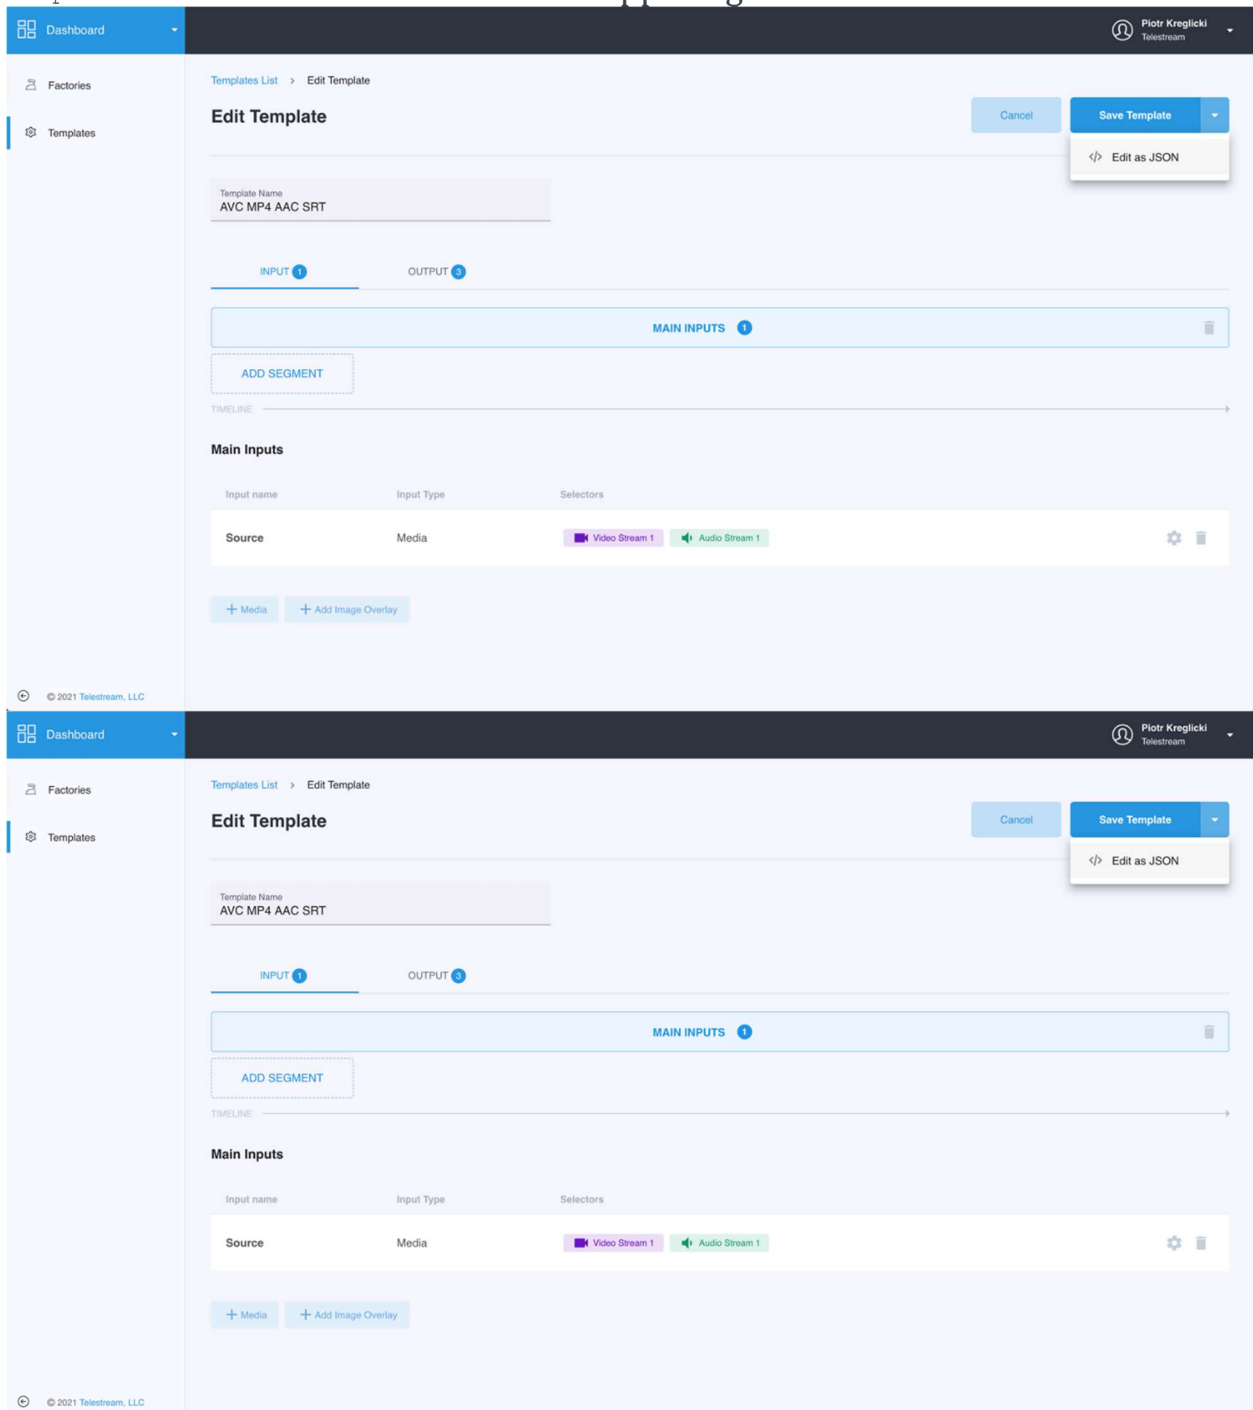 Dashboard
Piotr Kreglicki
Telestream
Factories
Templates
Templates List > Edit Template
Edit Template
Cancel
Save Template
</> Edit as JSON
Template Name
AVC MP4 AAC SRT
INPUT 1
OUTPUT 3
MAIN INPUTS 1
ADD SEGMENT
TIMELINE
Main Inputs
Input name Input Type Selectors
Source Media Video Stream 1 Audio Stream 1
+ Media + Add Image Overlay
© 2021 Telestream, LLC
Dashboard
Piotr Kreglicki
Telestream
Factories
Templates
Templates List > Edit Template
Edit Template
Cancel
Save Template
</> Edit as JSON
Template Name
AVC MP4 AAC SRT
INPUT 1
OUTPUT 3
MAIN INPUTS 1
ADD SEGMENT
TIMELINE
Main Inputs
Input name Input Type Selectors
Source Media Video Stream 1 Audio Stream 1
+ Media + Add Image Overlay
© 2021 Telestream, LLC